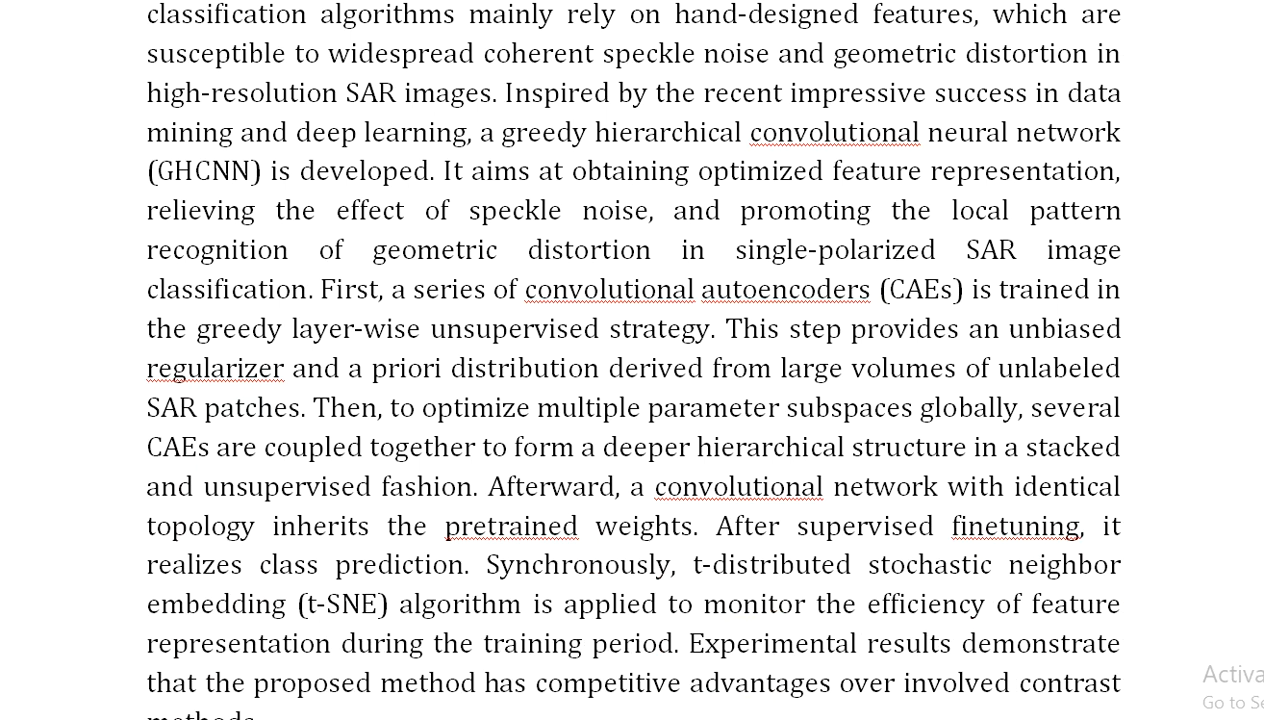 classification algorithms mainly rely on hand-designed features, which are
susceptible to widespread coherent speckle noise and geometric distortion in
high-resolution SAR images. Inspired by the recent impressive success in data
mining and deep learning, a greedy hierarchical convolutional neural network
(GHCNN) is developed. It aims at obtaining optimized feature representation,
relieving the effect of speckle noise, and promoting the local pattern
recognition of geometric distortion in single-polarized SAR image
classification. First, a series of convolutional autoencoders (CAEs) is trained in
the greedy layer-wise unsupervised strategy. This step provides an unbiased
regularizer and a priori distribution derived from large volumes of unlabeled
SAR patches. Then, to optimize multiple parameter subspaces globally, several
CAEs are coupled together to form a deeper hierarchical structure in a stacked
and unsupervised fashion. Afterward, a convolutional network with identical
topology inherits the pretrained weights. After supervised finetuning, it
realizes class prediction. Synchronously, t-distributed stochastic neighbor
embedding (t-SNE) algorithm is applied to monitor the efficiency of feature
representation during the training period. Experimental results demonstrate
that the proposed method has competitive advantages over involved contrast
methods.
Activa
Go to Se